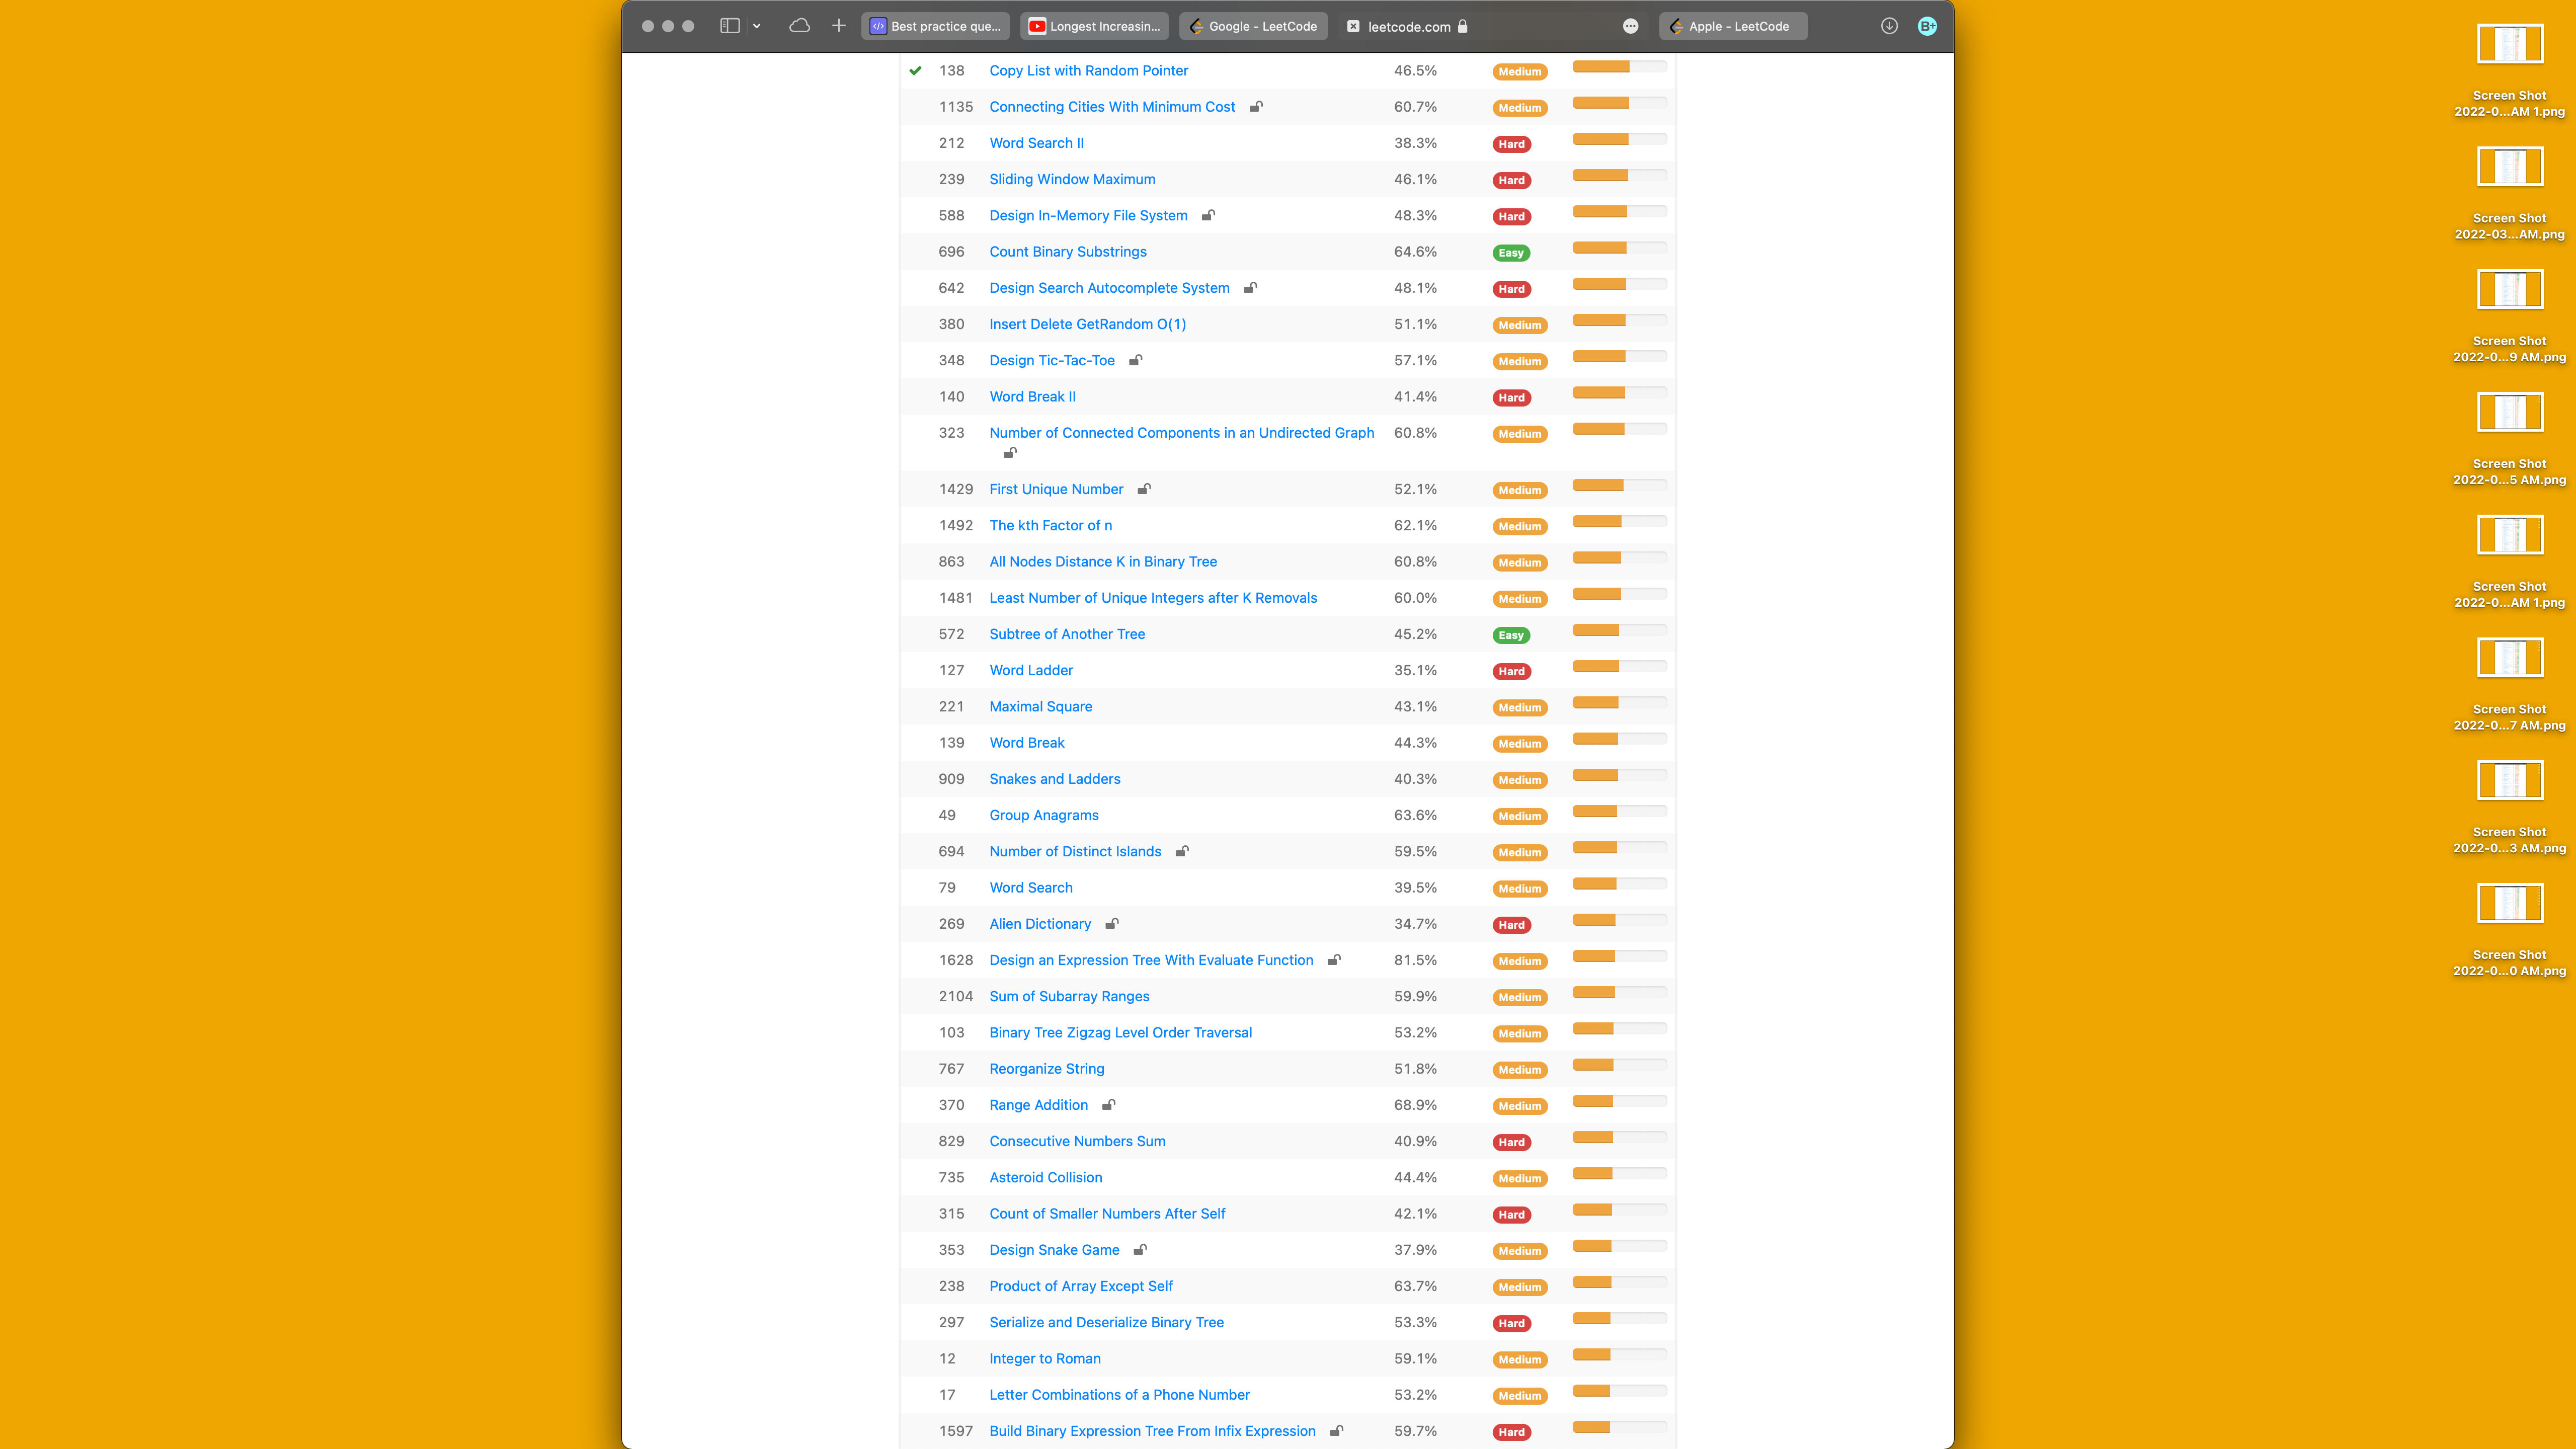 Best practice que...
Longest Increasin...
Google - LeetCode
leetcode.com
Apple - LeetCode
B+
138 Copy List with Random Pointer 46.5% Medium
1135 Connecting Cities With Minimum Cost 60.7% Medium
212 Word Search II 38.3% Hard
239 Sliding Window Maximum 46.1% Hard
588 Design In-Memory File System 48.3% Hard
696 Count Binary Substrings 64.6% Easy
642 Design Search Autocomplete System 48.1% Hard
380 Insert Delete GetRandom O(1) 51.1% Medium
348 Design Tic-Tac-Toe 57.1% Medium
140 Word Break II 41.4% Hard
323 Number of Connected Components in an Undirected Graph 60.8% Medium
1429 First Unique Number 52.1% Medium
1492 The kth Factor of n 62.1% Medium
863 All Nodes Distance K in Binary Tree 60.8% Medium
1481 Least Number of Unique Integers after K Removals 60.0% Medium
572 Subtree of Another Tree 45.2% Easy
127 Word Ladder 35.1% Hard
221 Maximal Square 43.1% Medium
139 Word Break 44.3% Medium
909 Snakes and Ladders 40.3% Medium
49 Group Anagrams 63.6% Medium
694 Number of Distinct Islands 59.5% Medium
79 Word Search 39.5% Medium
269 Alien Dictionary 34.7% Hard
1628 Design an Expression Tree With Evaluate Function 81.5% Medium
2104 Sum of Subarray Ranges 59.9% Medium
103 Binary Tree Zigzag Level Order Traversal 53.2% Medium
767 Reorganize String 51.8% Medium
370 Range Addition 68.9% Medium
829 Consecutive Numbers Sum 40.9% Hard
735 Asteroid Collision 44.4% Medium
315 Count of Smaller Numbers After Self 42.1% Hard
353 Design Snake Game 37.9% Medium
238 Product of Array Except Self 63.7% Medium
297 Serialize and Deserialize Binary Tree 53.3% Hard
12 Integer to Roman 59.1% Medium
17 Letter Combinations of a Phone Number 53.2% Medium
1597 Build Binary Expression Tree From Infix Expression 59.7% Hard
Screen Shot
2022-0...AM 1.png
Screen Shot
2022-03...AM.png
Screen Shot
2022-0...9 AM.png
Screen Shot
2022-0...5 AM.png
Screen Shot
2022-0...AM 1.png
Screen Shot
2022-0...7 AM.png
Screen Shot
2022-0...3 AM.png
Screen Shot
2022-0...0 AM.png